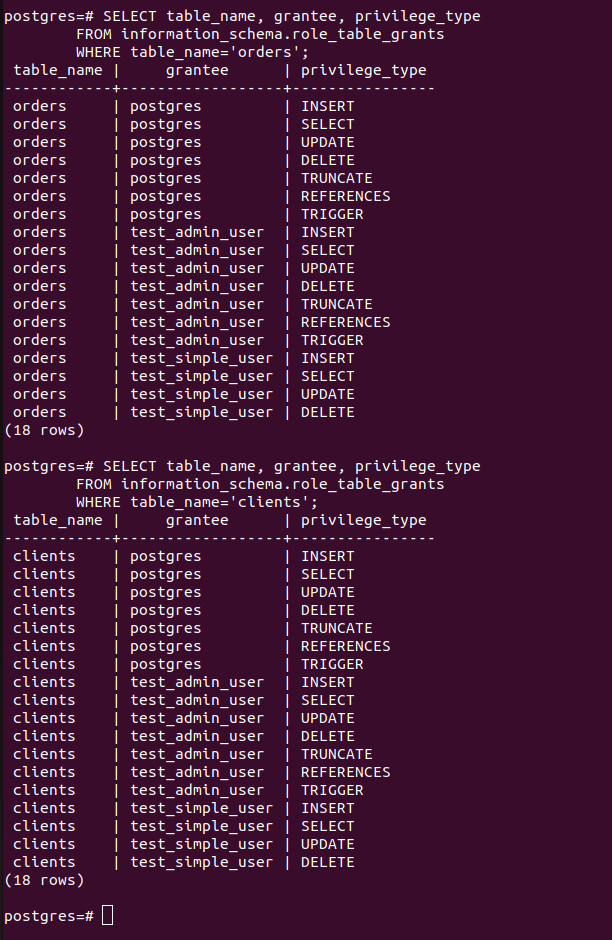 postgres=# SELECT table_name, grantee, privilege_type
        FROM information_schema.role_table_grants
        WHERE table_name='orders';
 table_name |     grantee      | privilege_type
------------+------------------+----------------
 orders     | postgres         | INSERT
 orders     | postgres         | SELECT
 orders     | postgres         | UPDATE
 orders     | postgres         | DELETE
 orders     | postgres         | TRUNCATE
 orders     | postgres         | REFERENCES
 orders     | postgres         | TRIGGER
 orders     | test_admin_user  | INSERT
 orders     | test_admin_user  | SELECT
 orders     | test_admin_user  | UPDATE
 orders     | test_admin_user  | DELETE
 orders     | test_admin_user  | TRUNCATE
 orders     | test_admin_user  | REFERENCES
 orders     | test_admin_user  | TRIGGER
 orders     | test_simple_user | INSERT
 orders     | test_simple_user | SELECT
 orders     | test_simple_user | UPDATE
 orders     | test_simple_user | DELETE
(18 rows)

postgres=# SELECT table_name, grantee, privilege_type
        FROM information_schema.role_table_grants
        WHERE table_name='clients';
 table_name |     grantee      | privilege_type
------------+------------------+----------------
 clients    | postgres         | INSERT
 clients    | postgres         | SELECT
 clients    | postgres         | UPDATE
 clients    | postgres         | DELETE
 clients    | postgres         | TRUNCATE
 clients    | postgres         | REFERENCES
 clients    | postgres         | TRIGGER
 clients    | test_admin_user  | INSERT
 clients    | test_admin_user  | SELECT
 clients    | test_admin_user  | UPDATE
 clients    | test_admin_user  | DELETE
 clients    | test_admin_user  | TRUNCATE
 clients    | test_admin_user  | REFERENCES
 clients    | test_admin_user  | TRIGGER
 clients    | test_simple_user | INSERT
 clients    | test_simple_user | SELECT
 clients    | test_simple_user | UPDATE
 clients    | test_simple_user | DELETE
(18 rows)

postgres=#